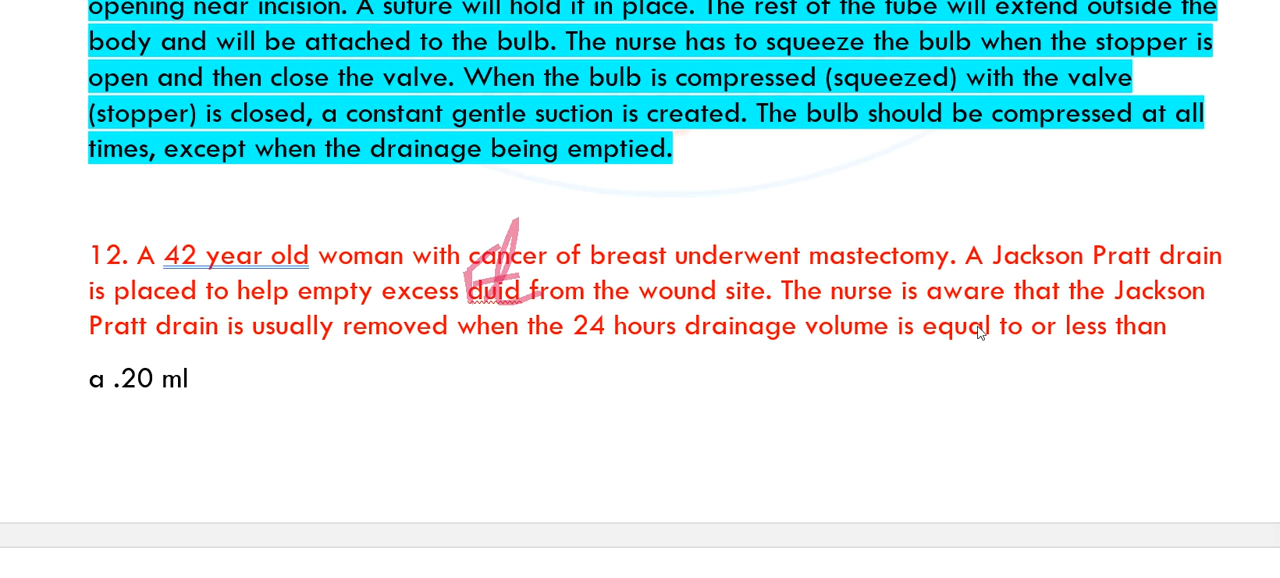 opening near incision. A suture will hold it in place. The rest of the tube will extend outside the
body and will be attached to the bulb. The nurse has to squeeze the bulb when the stopper is
open and then close the valve. When the bulb is compressed (squeezed) with the valve
(stopper) is closed, a constant gentle suction is created. The bulb should be compressed at all
times, except when the drainage being emptied.
12. A 42 year old woman with cancer of breast underwent mastectomy. A Jackson Pratt drain
is placed to help empty excess duid from the wound site. The nurse is aware that the Jackson
Pratt drain is usually removed when the 24 hours drainage volume is equal to or less than
a .20 ml